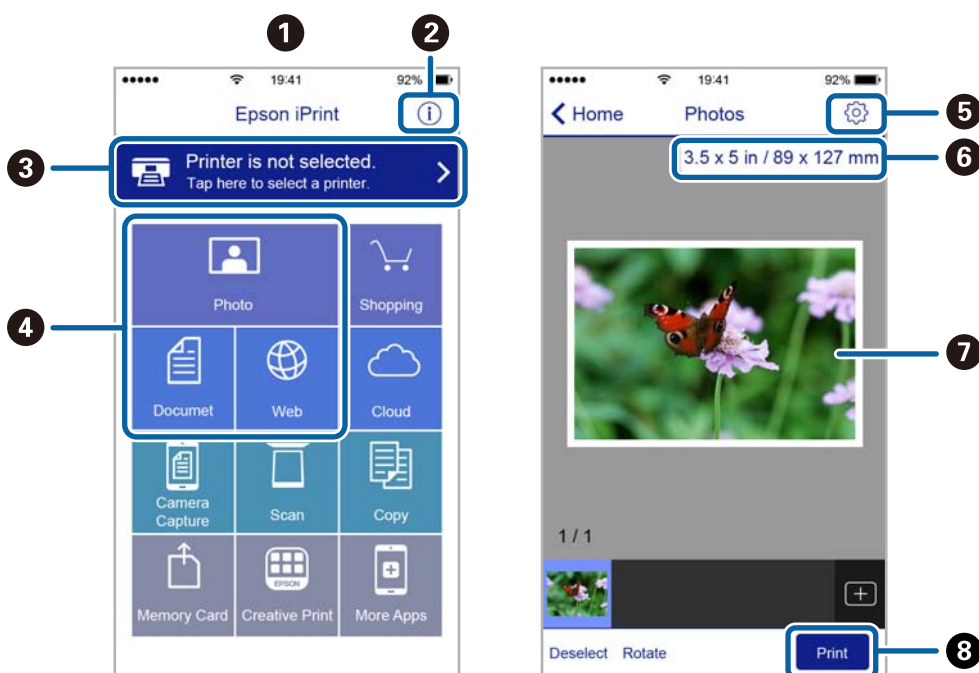 1
2
19:41
92%
Epson iPrint
3
Printer is not selected.
Tap here to select a printer.
4
Photo
Shopping
Documet
Web
Cloud
Camera
Capture
Scan
Copy
EPSON
Memory Card
Creative Print
More Apps
19:41
92%
Home
Photos
5
3.5 x 5 in / 89 x 127 mm
6
7
1 / 1
Deselect
Rotate
Print
8